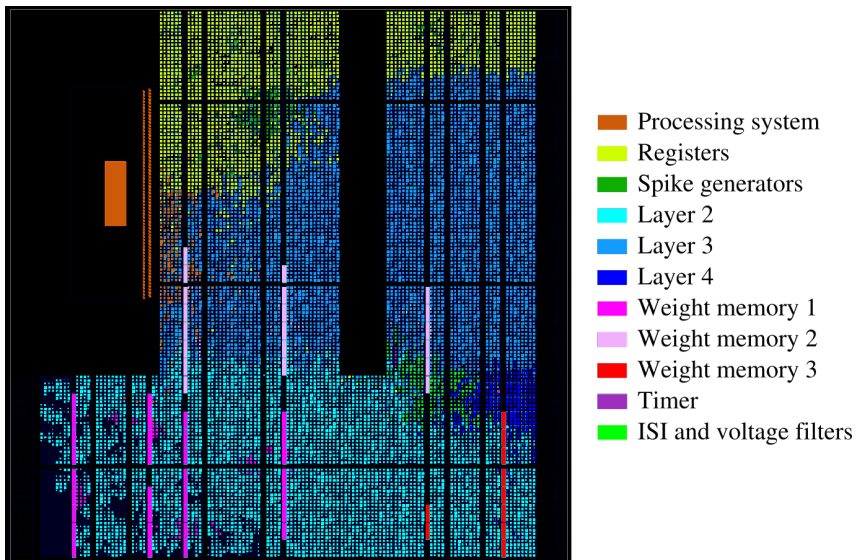 Processing system
Registers
Spike generators
Layer 2
Layer 3
Layer 4
Weight memory 1
Weight memory 2
Weight memory 3
Timer
ISI and voltage filters